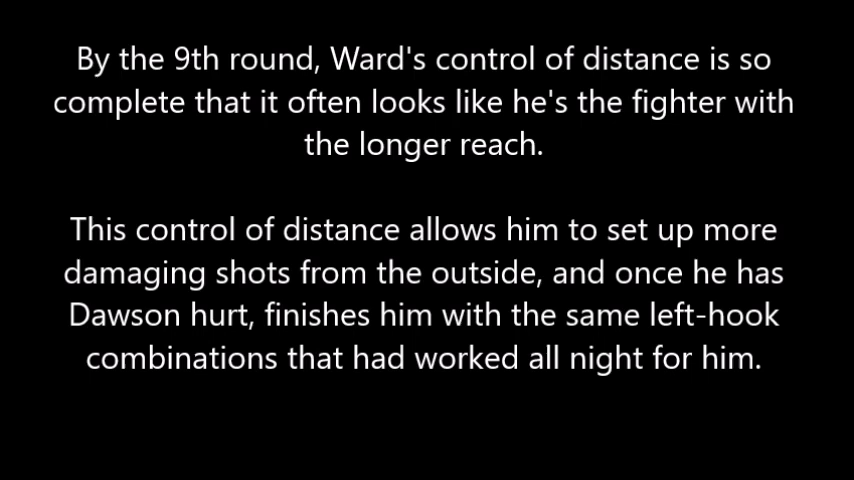 By the 9th round, Ward's control of distance is so
complete that it often looks like he's the fighter with
the longer reach.
This control of distance allows him to set up more
damaging shots from the outside, and once he has
Dawson hurt, finishes him with the same left-hook
combinations that had worked all night for him.